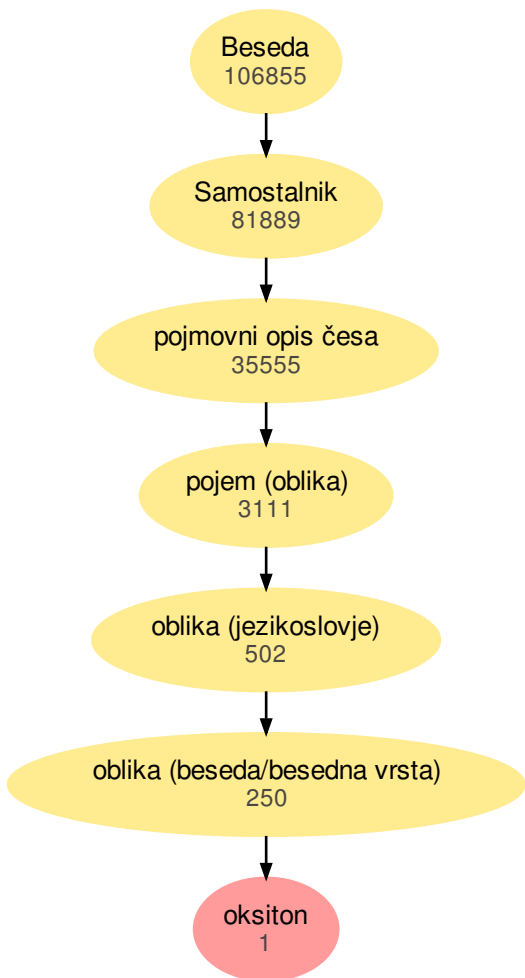 Beseda
106855
Samostalnik
81889
pojmovni opis česa
35555
pojem (oblika)
3111
oblika (jezikoslovje)
502
oblika (beseda/besedna vrsta)
250
oksiton
1